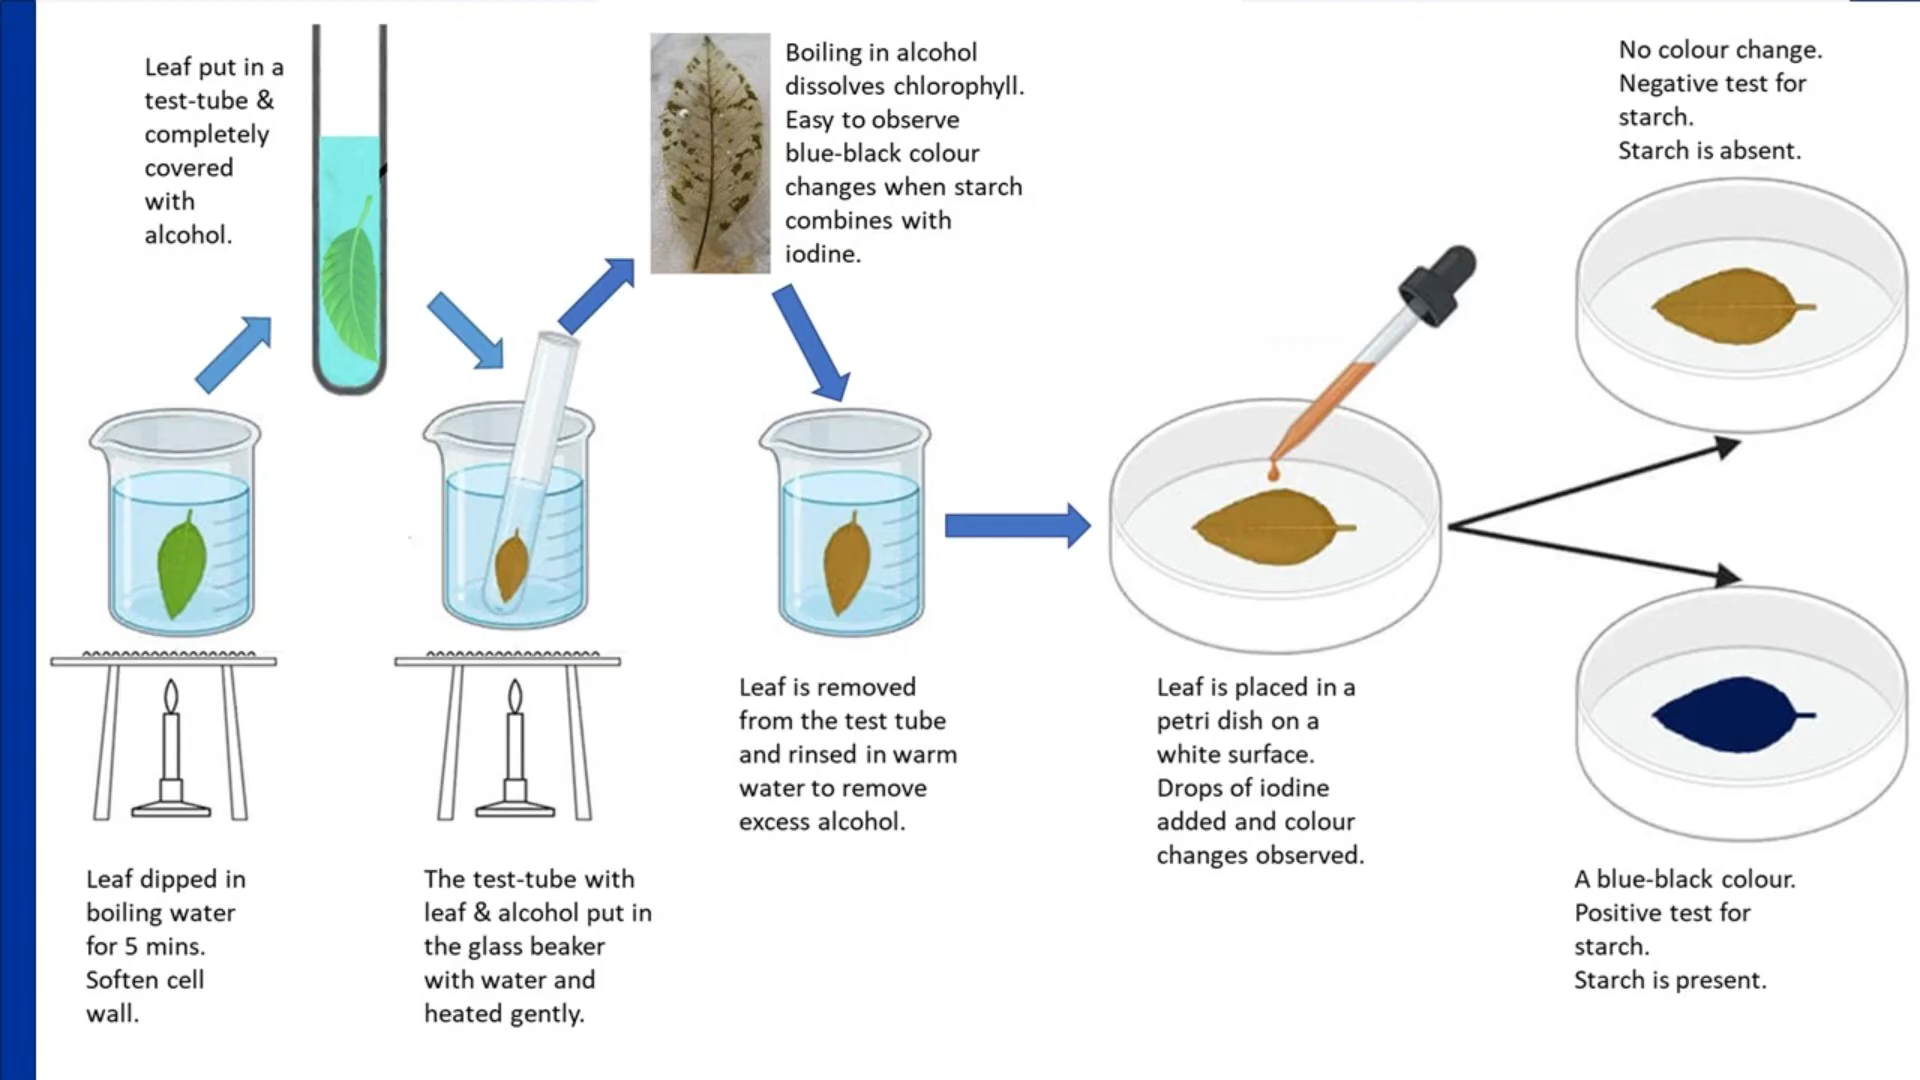 Leaf dipped in
boiling water
for 5 mins.
Soften cell
wall.
Leaf put in a
test-tube &
completely
covered
with
alcohol.
The test-tube with
leaf & alcohol put in
the glass beaker
with water and
heated gently.
Boiling in alcohol
dissolves chlorophyll.
Easy to observe
blue-black colour
changes when starch
combines with
iodine.
Leaf is removed
from the test tube
and rinsed in warm
water to remove
excess alcohol.
Leaf is placed in a
petri dish on a
white surface.
Drops of iodine
added and colour
changes observed.
No colour change.
Negative test for
starch.
Starch is absent.
A blue-black colour.
Positive test for
starch.
Starch is present.